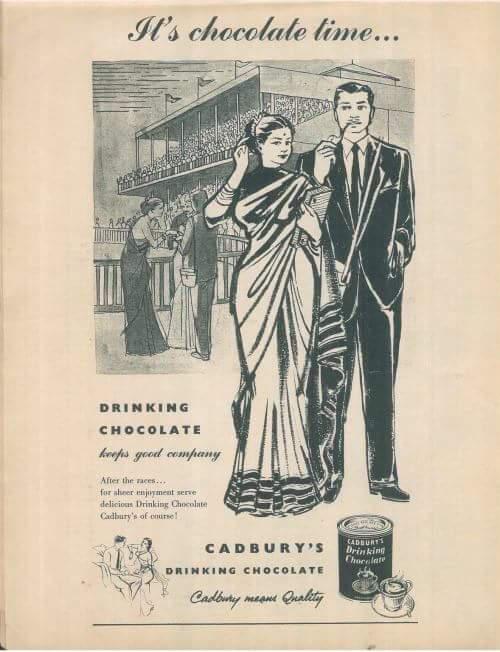 It's chocolate time...
DRINKING
CHOCOLATE
keeps good company
After the races...
for sheer enjoyment serve
delicious Drinking Chocolate
Cadbury's of course!
CADBURY'S
DRINKING CHOCOLATE
Cadbury means Quality
CADBURY'S
Drinking
Chocolate